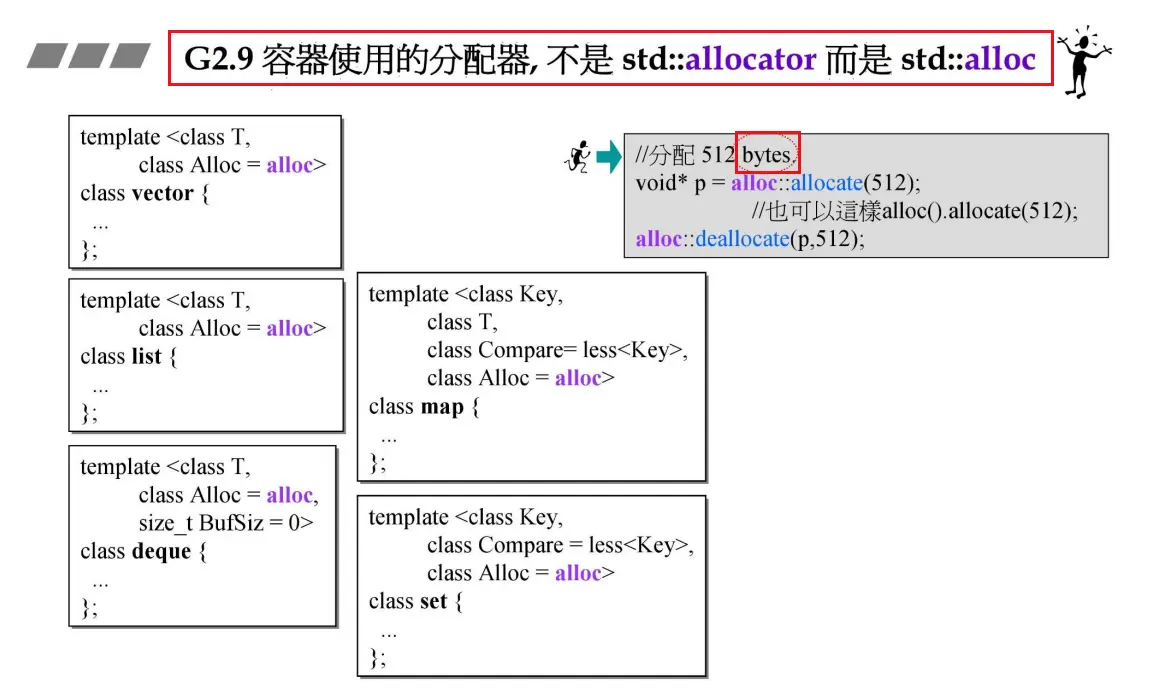 G2.9 容器使用的分配器, 不是 std::allocator 而是 std::alloc
template <class T,
class Alloc = alloc>
class vector {
...
};
template <class T,
class Alloc = alloc>
class list {
...
};
template <class T,
class Alloc = alloc,
size_t BufSiz = 0>
class deque {
...
};
//分配 512 bytes.
void* p = alloc::allocate(512);
//也可以這樣alloc().allocate(512);
alloc::deallocate(p,512);
template <class Key,
class T,
class Compare= less<Key>,
class Alloc = alloc>
class map {
...
};
template <class Key,
class Compare = less<Key>,
class Alloc = alloc>
class set {
...
};